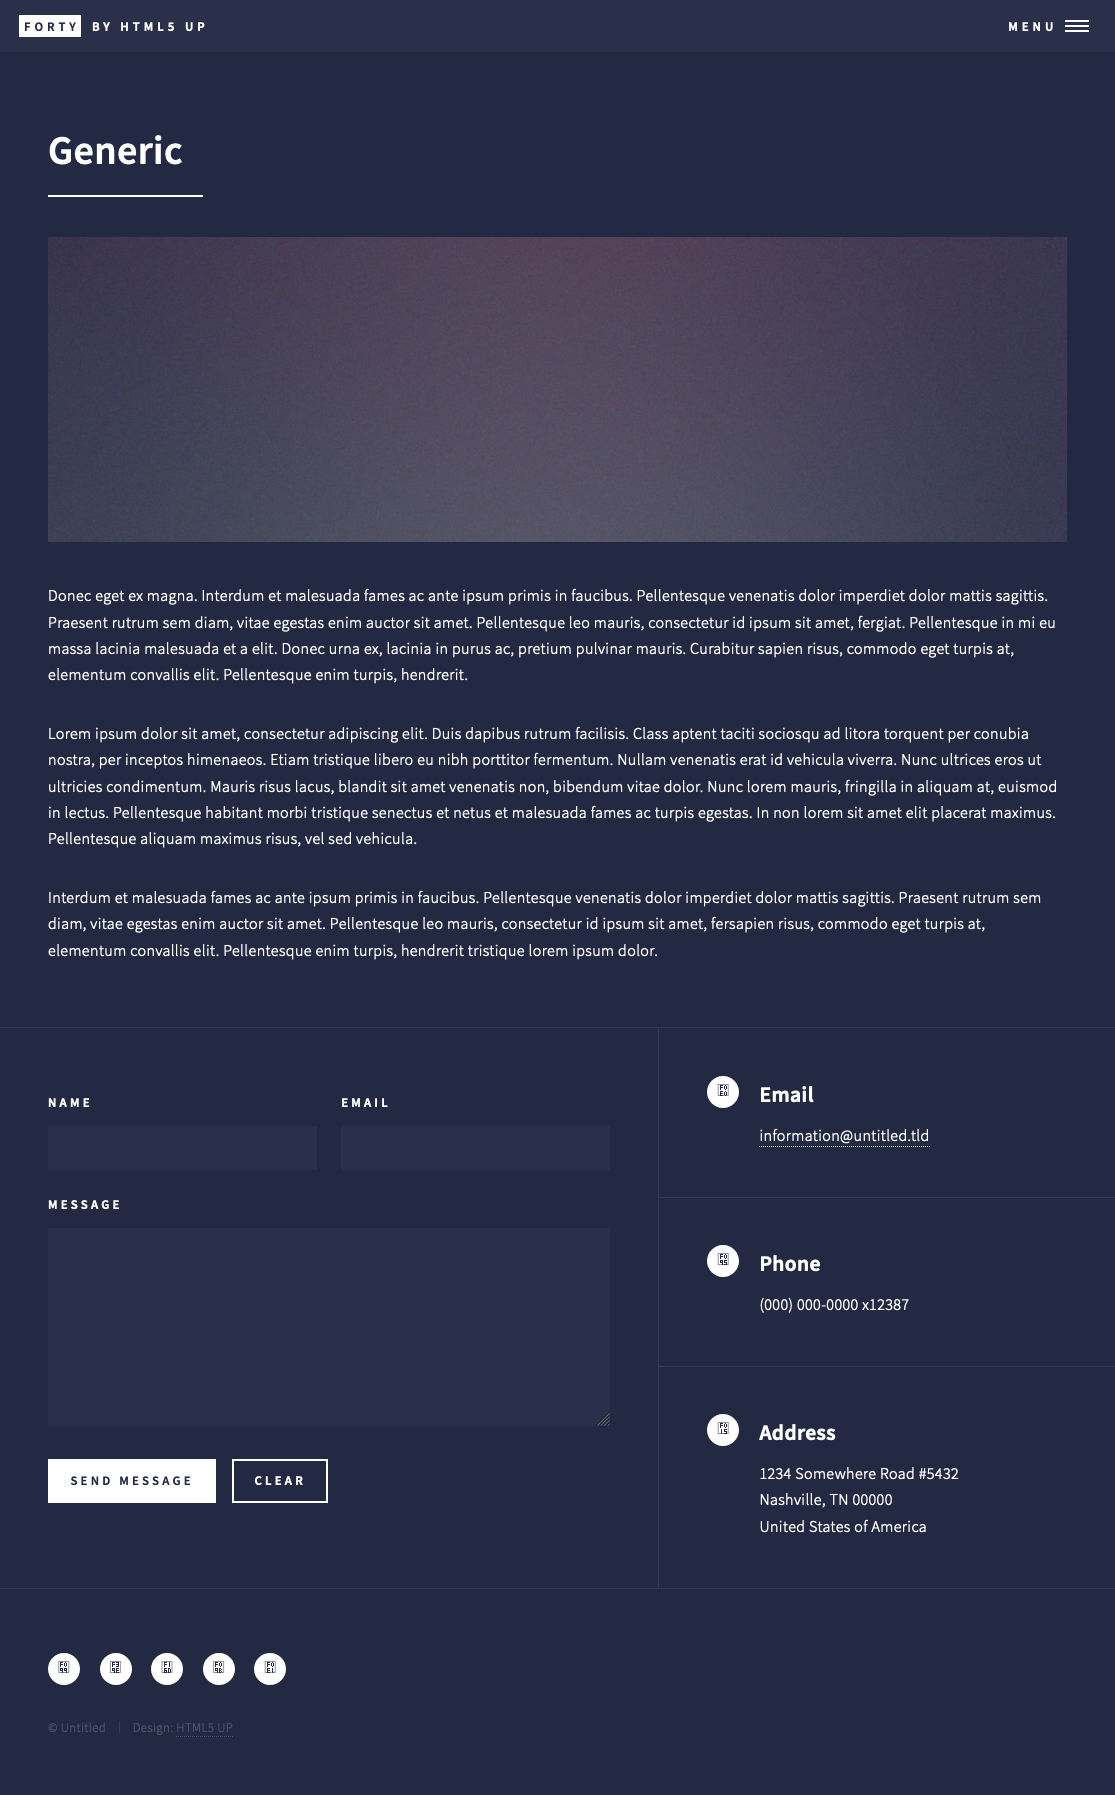 FORTY BY HTML5 UP
MENU
Generic
Donec eget ex magna. Interdum et malesuada fames ac ante ipsum primis in faucibus. Pellentesque venenatis dolor imperdiet dolor mattis sagittis.
Praesent rutrum sem diam, vitae egestas enim auctor sit amet. Pellentesque leo mauris, consectetur id ipsum sit amet, fergiat. Pellentesque in mi eu
massa lacinia malesuada et a elit. Donec urna ex, lacinia in purus ac, pretium pulvinar mauris. Curabitur sapien risus, commodo eget turpis at,
elementum convallis elit. Pellentesque enim turpis, hendrerit.
Lorem ipsum dolor sit amet, consectetur adipiscing elit. Duis dapibus rutrum facilisis. Class aptent taciti sociosqu ad litora torquent per conubia
nostra, per inceptos himenaeos. Etiam tristique libero eu nibh porttitor fermentum. Nullam venenatis erat id vehicula viverra. Nunc ultrices eros ut
ultricies condimentum. Mauris risus lacus, blandit sit amet venenatis non, bibendum vitae dolor. Nunc lorem mauris, fringilla in aliquam at, euismod
in lectus. Pellentesque habitant morbi tristique senectus et netus et malesuada fames ac turpis egestas. In non lorem sit amet elit placerat maximus.
Pellentesque aliquam maximus risus, vel sed vehicula.
Interdum et malesuada fames ac ante ipsum primis in faucibus. Pellentesque venenatis dolor imperdiet dolor mattis sagittis. Praesent rutrum sem
diam, vitae egestas enim auctor sit amet. Pellentesque leo mauris, consectetur id ipsum sit amet, fersapien risus, commodo eget turpis at,
elementum convallis elit. Pellentesque enim turpis, hendrerit tristique lorem ipsum dolor.
NAME
EMAIL
MESSAGE
SEND MESSAGE
CLEAR
Email
information@untitled.tld
Phone
(000) 000-0000 x12387
Address
1234 Somewhere Road #5432
Nashville, TN 00000
United States of America
© Untitled
Design: HTML5 UP